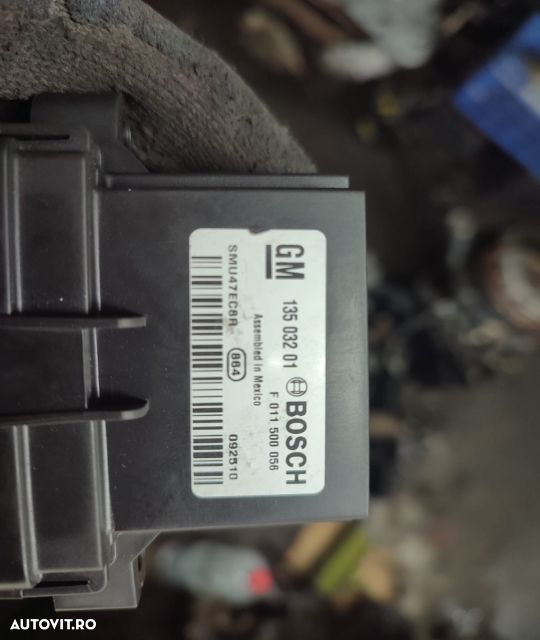 GM 135 032 01 BOSCH
Assembled in Mexico F 011 500 056
SMU47EC8R 864 092510
AUTOVIT.RO